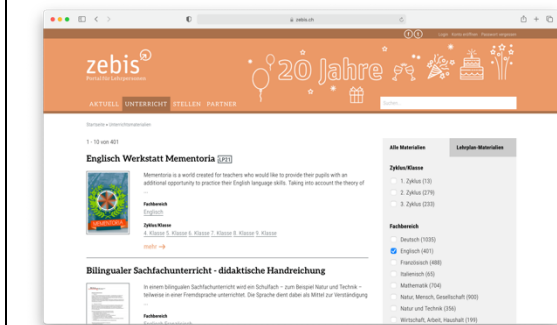 zebis.ch
Login Konto eröffnen Passwort vergessen
zebis
Portal für Lehrpersonen
20 Jahre
AKTUELL UNTERRICHT STELLEN PARTNER
Suchen
Startseite » Unterrichtsmaterialien
1 - 10 von 401
Englisch Werkstatt Mementoria LP21
Mementoria is a world created for teachers who would like to provide their pupils with an
additional opportunity to practice their English language skills. Taking into account the theory of
...
Fachbereich
Englisch
Zyklus/Klasse
4. Klasse 5. Klasse 6. Klasse 7. Klasse 8. Klasse 9. Klasse
mehr →
MEMENTORIA
Bilingualer Sachfachunterricht - didaktische Handreichung
In einem bilingualen Sachfachunterricht wird ein Schulfach – zum Beispiel Natur und Technik –
teilweise in einer Fremdsprache unterrichtet. Die Sprache dient dabei als Mittel zur Verständigung
...
Fachbereich
Alle Materialien
Lehrplan-Materialien
Zyklus/Klasse
1. Zyklus (13)
2. Zyklus (279)
3. Zyklus (233)
Fachbereich
Deutsch (1035)
Englisch (401)
Französisch (488)
Italienisch (65)
Mathematik (704)
Natur, Mensch, Gesellschaft (900)
Natur und Technik (356)
Wirtschaft, Arbeit, Haushalt (199)